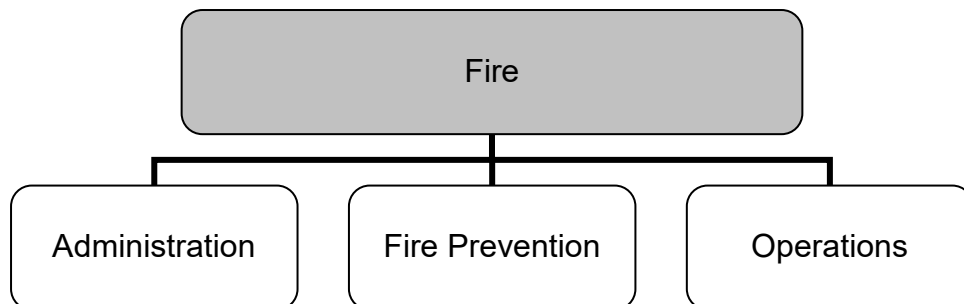 Fire
Administration
Fire Prevention
Operations